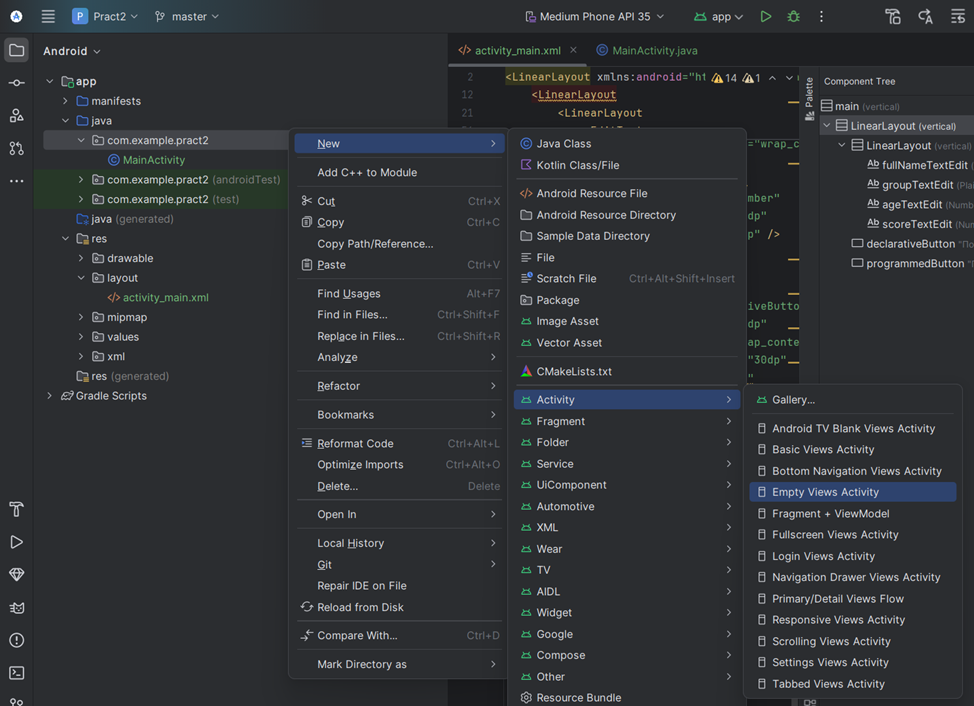 P Pract2 master Medium Phone API 35 app
Android
app
manifests
java
com.example.pract2
MainActivity
com.example.pract2 (androidTest)
com.example.pract2 (test)
java (generated)
res
drawable
layout
activity_main.xml
mipmap
values
xml
res (generated)
Gradle Scripts
New
Add C++ to Module
Cut Ctrl+X
Copy Ctrl+C
Copy Path/Reference...
Paste Ctrl+V
Find Usages Alt+F7
Find in Files... Ctrl+Shift+F
Replace in Files... Ctrl+Shift+R
Analyze
Refactor
Bookmarks
Reformat Code Ctrl+Alt+L
Optimize Imports Ctrl+Alt+O
Delete... Delete
Open In
Local History
Git
Repair IDE on File
Reload from Disk
Compare With... Ctrl+D
Mark Directory as
activity_main.xml MainActivity.java
2 <LinearLayout xmlns:android="ht 14 1
12 <LinearLayout
21 <LinearLayout
="wrap_c
mber"
dp"
p" />
iveButto
dp"
ap_conte
"30dp"
Java Class
Kotlin Class/File
Android Resource File
Android Resource Directory
Sample Data Directory
File
Scratch File Ctrl+Alt+Shift+Insert
Package
Image Asset
Vector Asset
CMakeLists.txt
Activity
Fragment
Folder
Service
UiComponent
Automotive
XML
Wear
TV
AIDL
Widget
Google
Compose
Other
Resource Bundle
Palette
Component Tree
main (vertical)
LinearLayout (vertical)
LinearLayout (vertical)
Ab fullNameTextEdit (
Ab groupTextEdit (Pla
Ab ageTextEdit (Numb
Ab scoreTextEdit (Nu
declarativeButton "По
programmedButton "
Gallery...
Android TV Blank Views Activity
Basic Views Activity
Bottom Navigation Views Activity
Empty Views Activity
Fragment + ViewModel
Fullscreen Views Activity
Login Views Activity
Navigation Drawer Views Activity
Primary/Detail Views Flow
Responsive Views Activity
Scrolling Views Activity
Settings Views Activity
Tabbed Views Activity